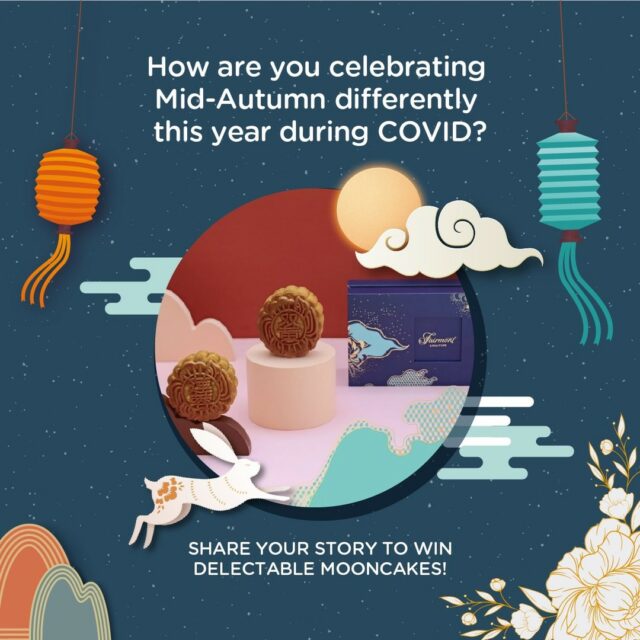 How are you celebrating
Mid-Autumn differently
this year during COVID?
Fairmont
SINGAPORE
SHARE YOUR STORY TO WIN
DELECTABLE MOONCAKES!